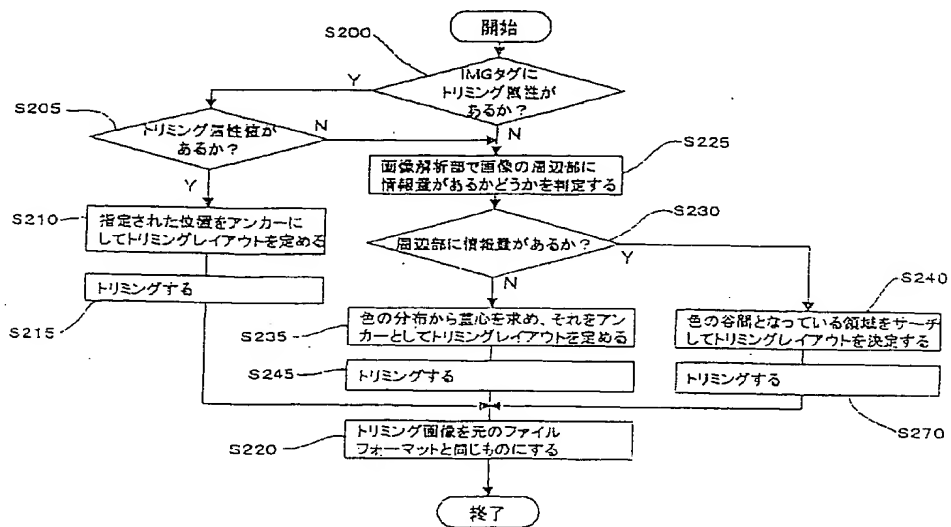 開始
S200
IMGタグに
トリミング属性が
あるか？
Y
N
S205
トリミング属性値が
あるか？
N
Y
S225
画像解析部で画像の周辺部に
情報量があるかどうかを判定する
S210
指定された位置をアンカーに
してトリミングレイアウトを定める
S230
周辺部に情報量があるか？
Y
N
トリミングする
S215
S240
色の谷間となっている領域をサーチ
してトリミングレイアウトを決定する
S235
色の分布から重心を求め、それをアン
カーとしてトリミングレイアウトを定める
S245
トリミングする
トリミングする
S270
S220
トリミング画像を元のファイル
フォーマットと同じものにする
終了